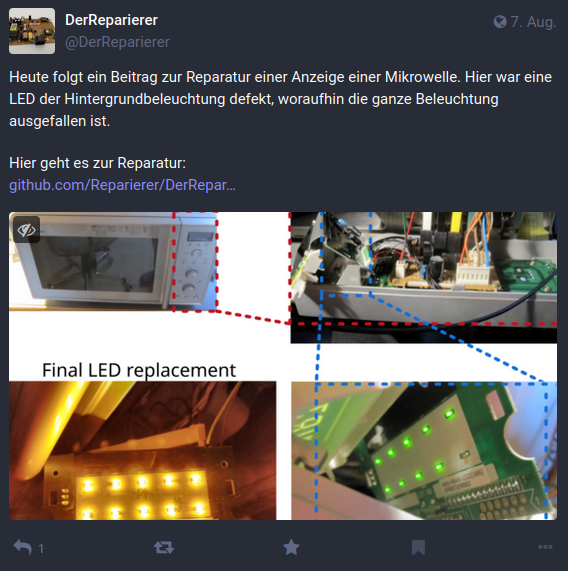 DerReparierer
@DerReparierer
7. Aug.
Heute folgt ein Beitrag zur Reparatur einer Anzeige einer Mikrowelle. Hier war eine
LED der Hintergrundbeleuchtung defekt, woraufhin die ganze Beleuchtung
ausgefallen ist.
Hier geht es zur Reparatur:
github.com/Reparierer/DerRepar…
Final LED replacement
1